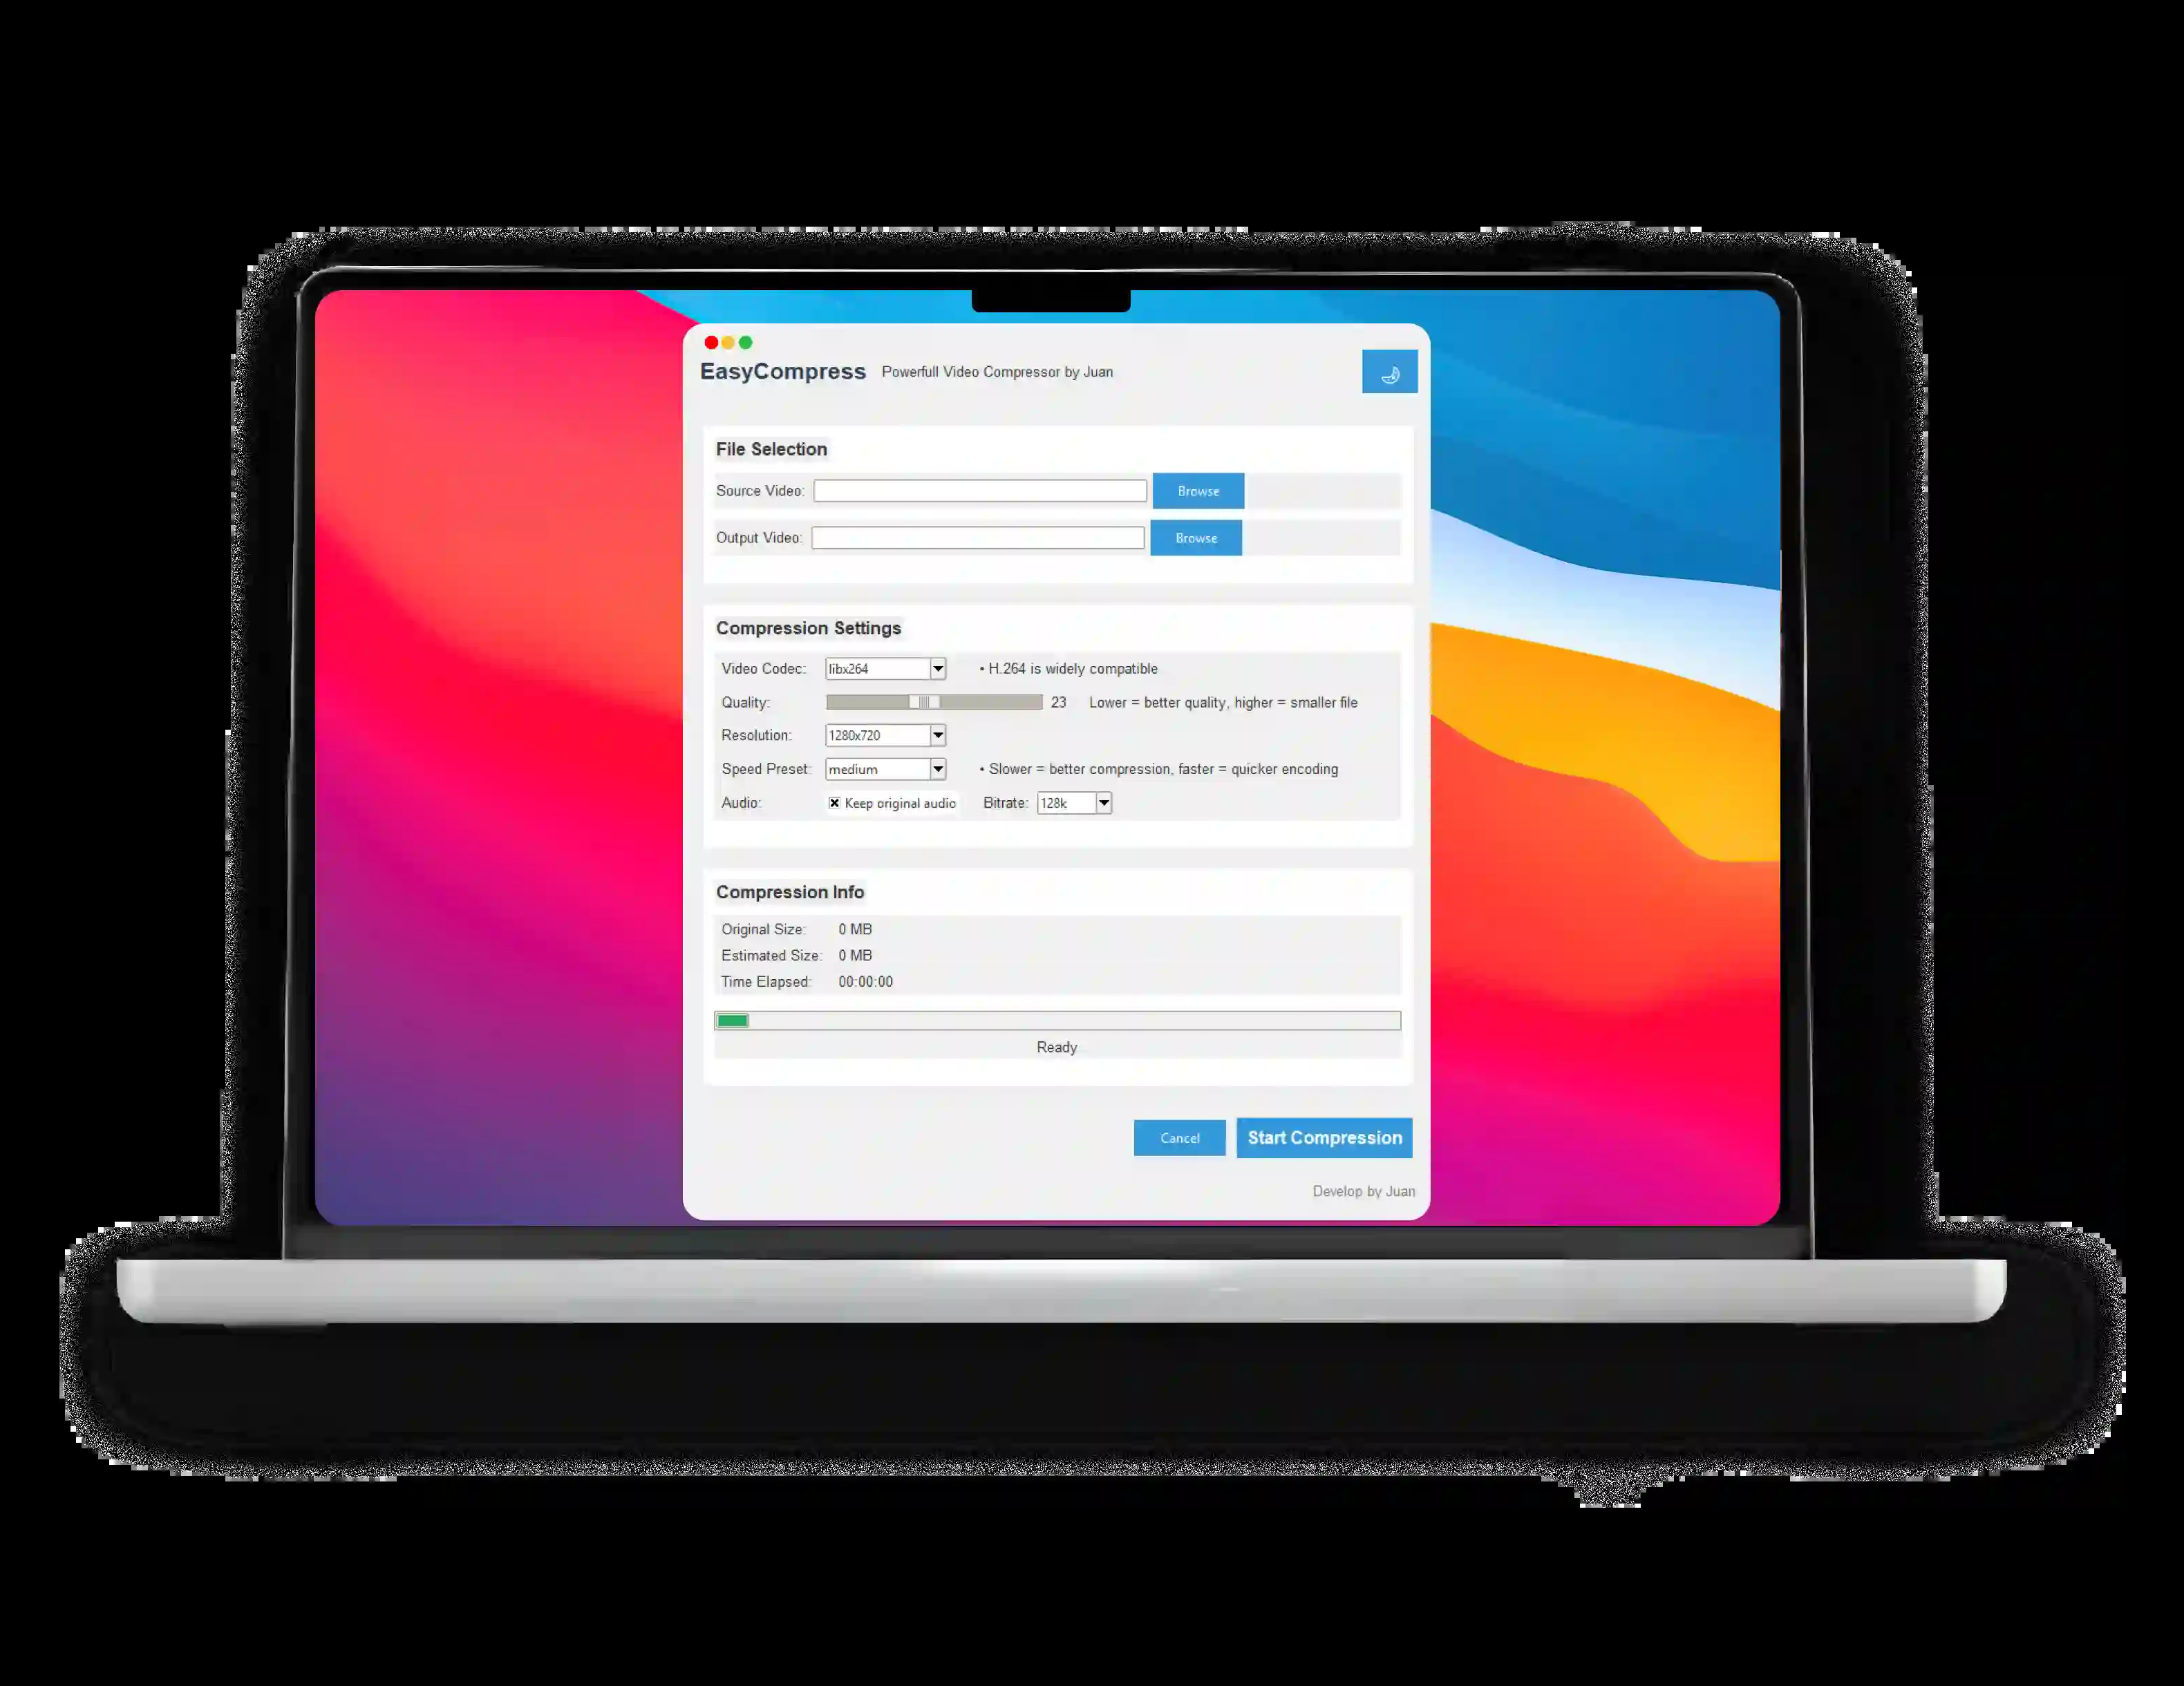 EasyCompress Powerfull Video Compressor by Juan
File Selection
Source Video: Browse
Output Video: Browse
Compression Settings
Video Codec: libx264 • H.264 is widely compatible
Quality: 23 Lower = better quality, higher = smaller file
Resolution: 1280x720
Speed Preset: medium • Slower = better compression, faster = quicker encoding
Audio: Keep original audio Bitrate: 128k
Compression Info
Original Size: 0 MB
Estimated Size: 0 MB
Time Elapsed: 00:00:00
Ready
Cancel Start Compression
Develop by Juan